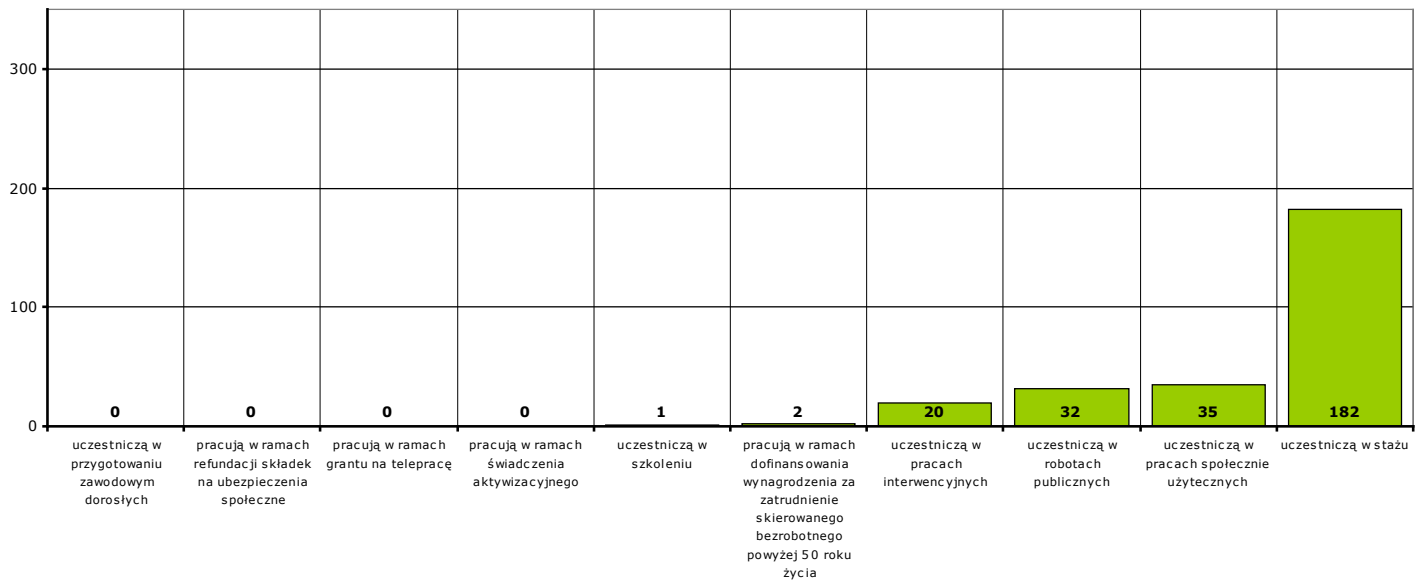 300
200
100
0
0
0
0
0
1
2
20
32
35
182
uczestniczą w
przygotowaniu
zawodowym
dorosłych
pracują w ramach
refundacji składek
na ubezpieczenia
społeczne
pracują w ramach
grantu na telepracę
pracują w ramach
świadczenia
aktywizacyjnego
uczestniczą w
szkoleniu
pracują w ramach
dofinansowania
wynagrodzenia za
zatrudnienie
skierowanego
bezrobotnego
powyżej 50 roku
życia
uczestniczą w
pracach
interwencyjnych
uczestniczą w
robotach
publicznych
uczestniczą w
pracach społecznie
użytecznych
uczestniczą w stażu